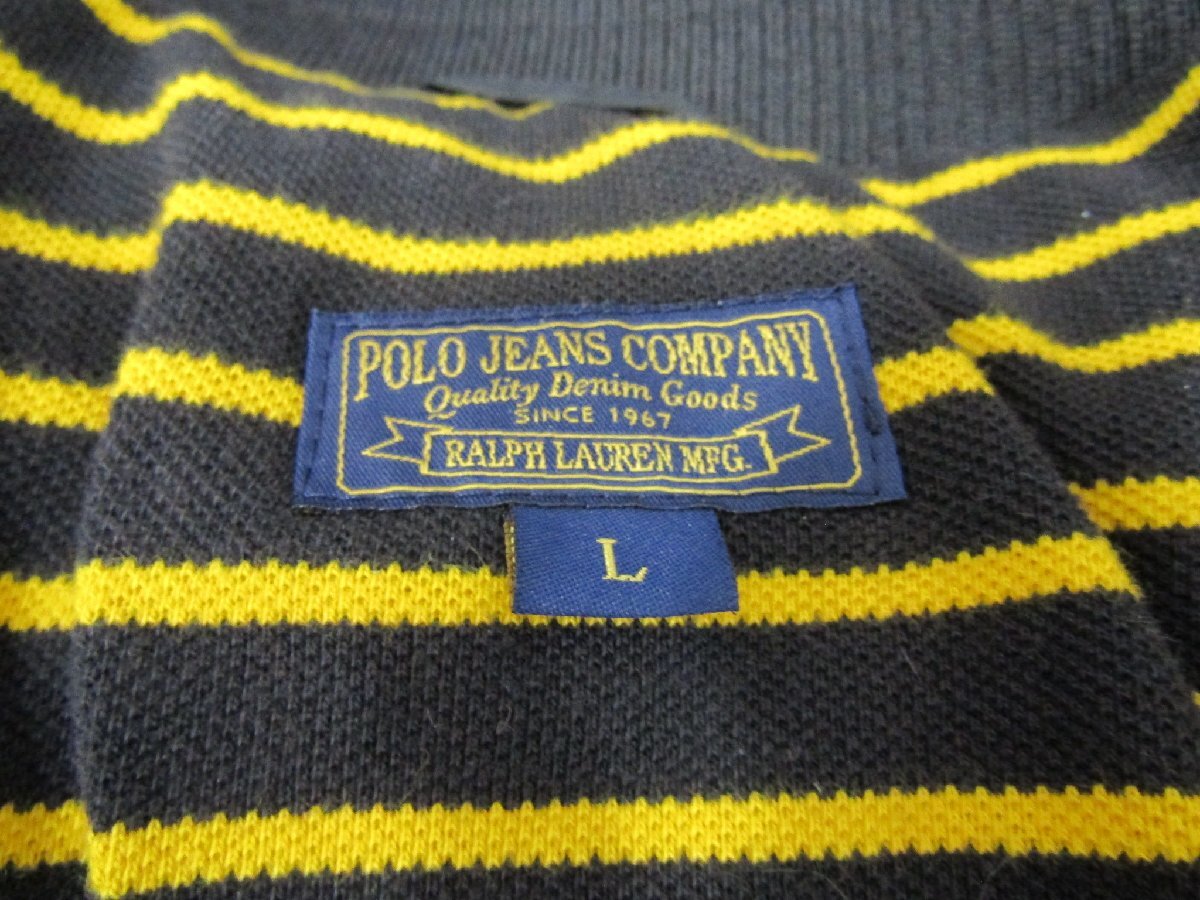 POLO JEANS COMPANY
Quality Denim Goods
SINCE 1967
RALPH LAUREN MFG.
L